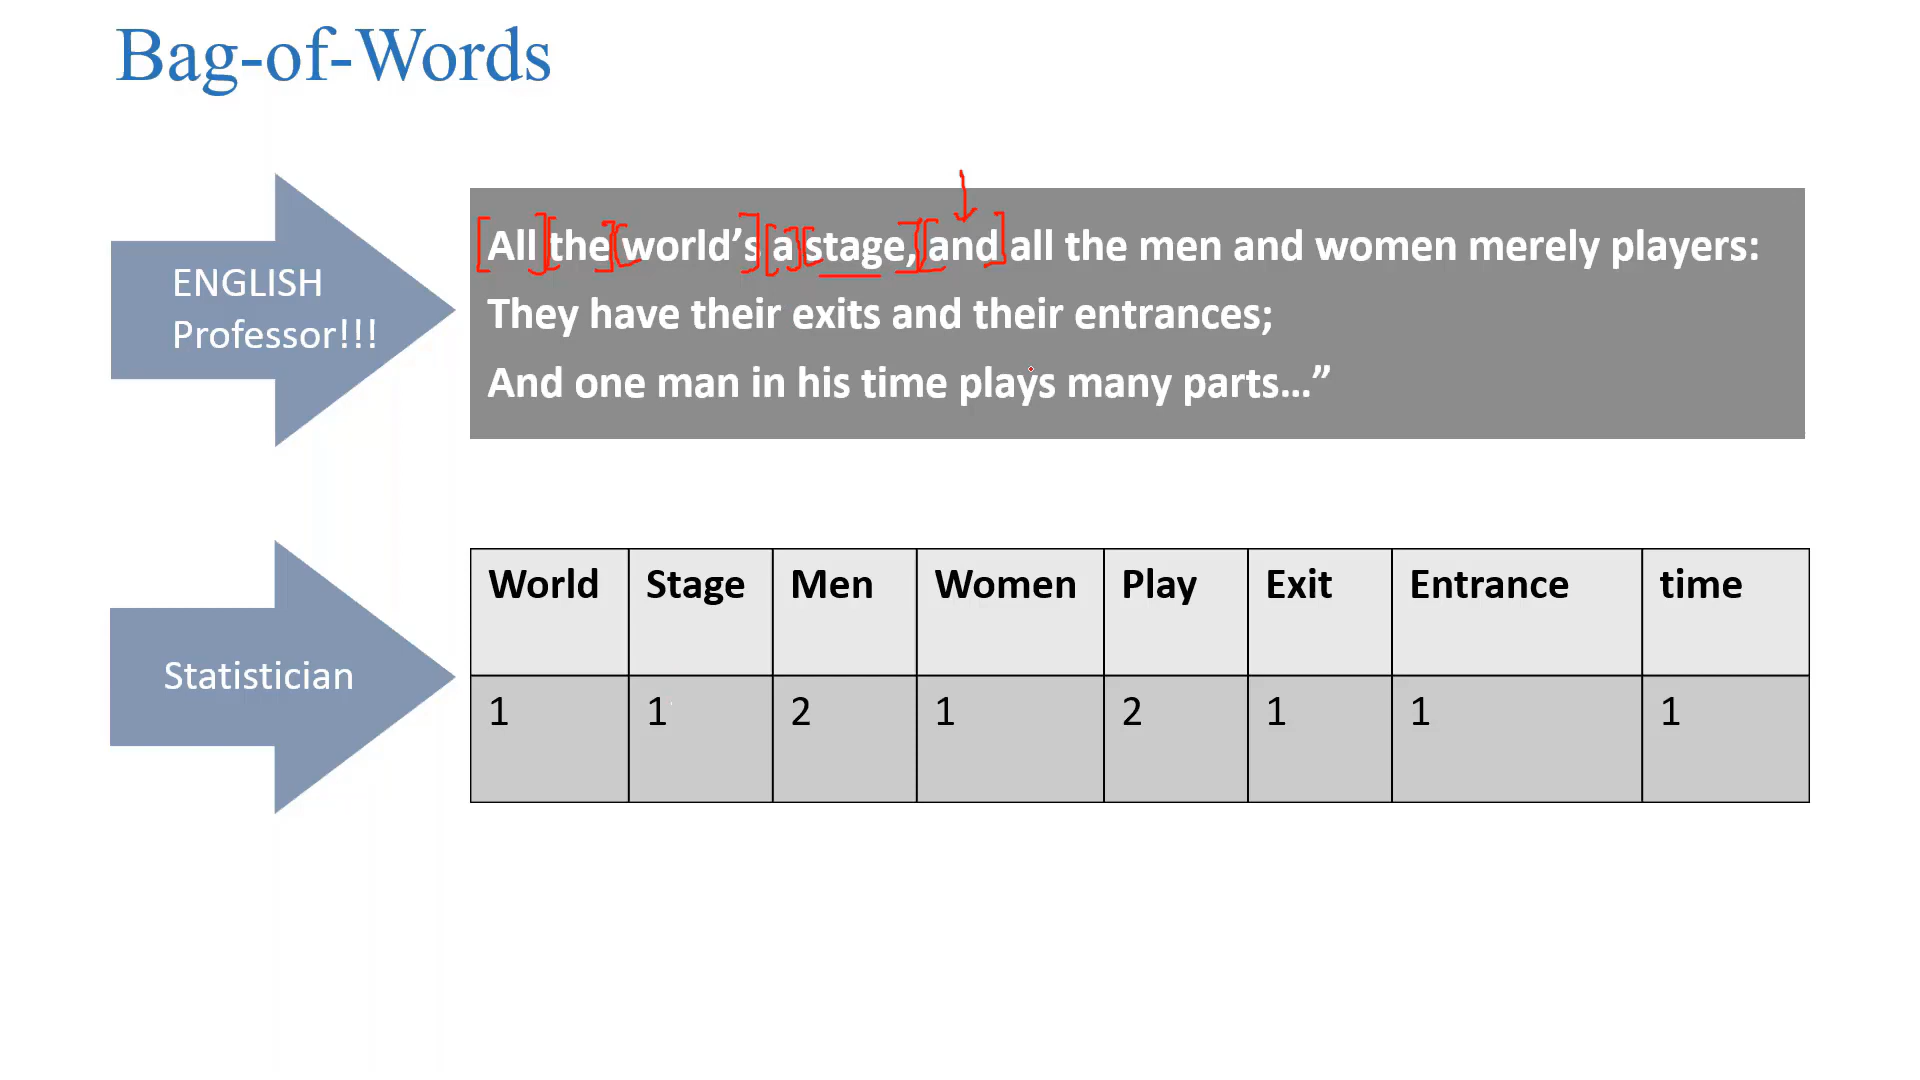 Bag-of-Words
ENGLISH
Professor!!!
All the world’s a stage, and all the men and women merely players:
They have their exits and their entrances;
And one man in his time plays many parts…”
Statistician
World Stage Men Women Play Exit Entrance time
1 1 2 1 2 1 1 1